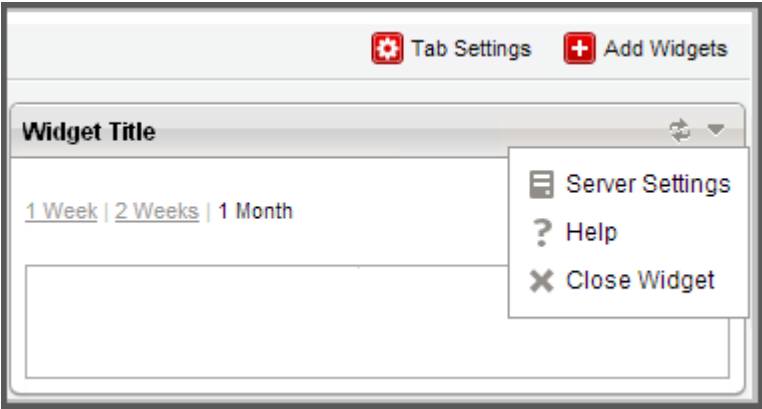 Tab Settings Add Widgets
Widget Title
Server Settings
1 Week | 2 Weeks | 1 Month
Help
Close Widget